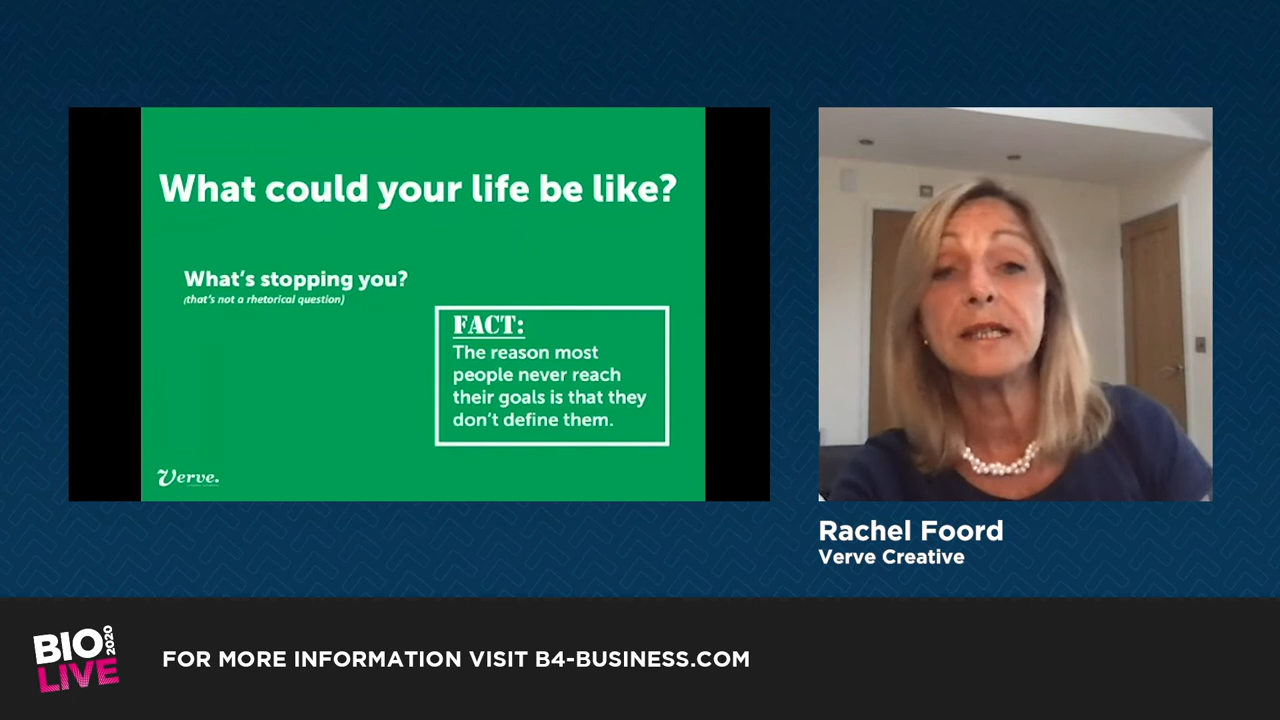 What could your life be like?
What's stopping you?
(that's not a rhetorical question)
FACT:
The reason most
people never reach
their goals is that they
don't define them.
Verve.
Rachel Foord
Verve Creative
BIO
2020
LIVE
FOR MORE INFORMATION VISIT B4-BUSINESS.COM